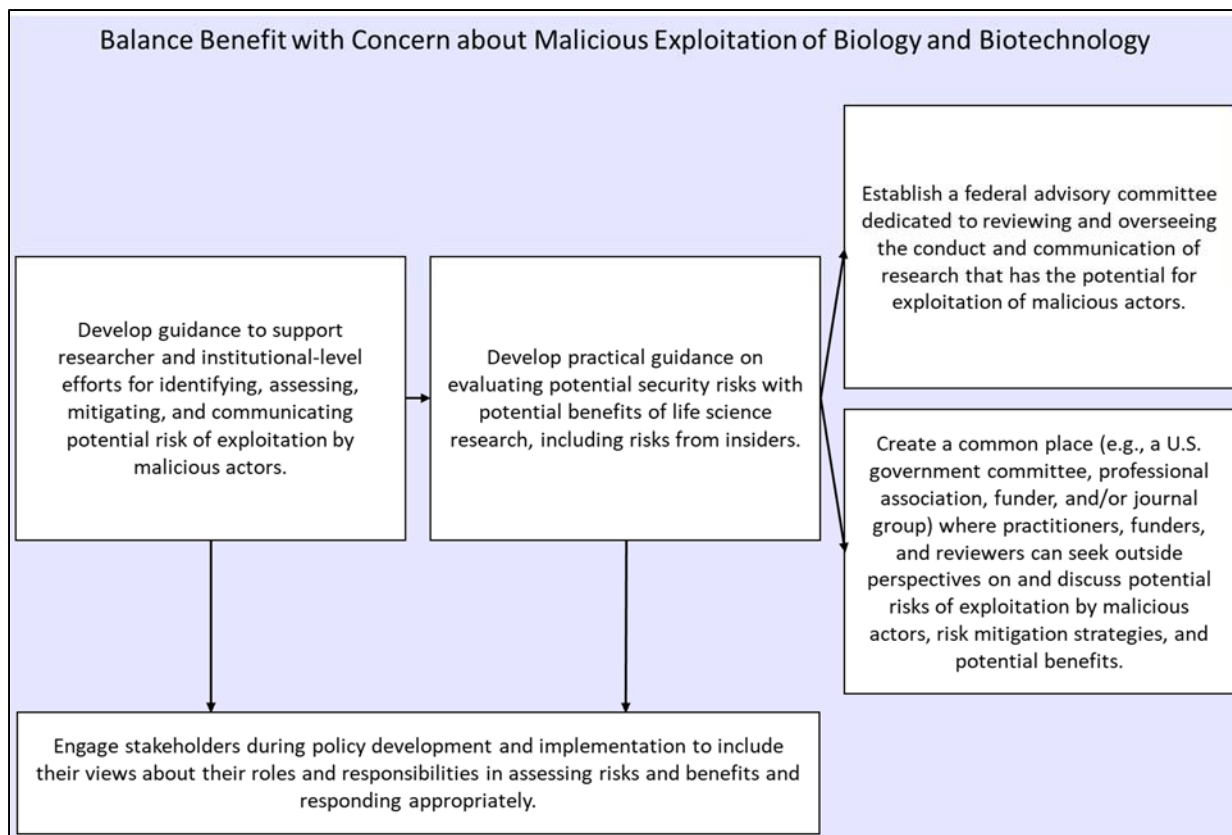 Balance Benefit with Concern about Malicious Exploitation of Biology and Biotechnology
Develop guidance to support
researcher and institutional-level
efforts for identifying, assessing,
mitigating, and communicating
potential risk of exploitation by
malicious actors.
Develop practical guidance on
evaluating potential security risks with
potential benefits of life science
research, including risks from insiders.
Establish a federal advisory committee
dedicated to reviewing and overseeing
the conduct and communication of
research that has the potential for
exploitation of malicious actors.
Create a common place (e.g., a U.S.
government committee, professional
association, funder, and/or journal
group) where practitioners, funders,
and reviewers can seek outside
perspectives on and discuss potential
risks of exploitation by malicious
actors, risk mitigation strategies, and
potential benefits.
Engage stakeholders during policy development and implementation to include
their views about their roles and responsibilities in assessing risks and benefits and
responding appropriately.